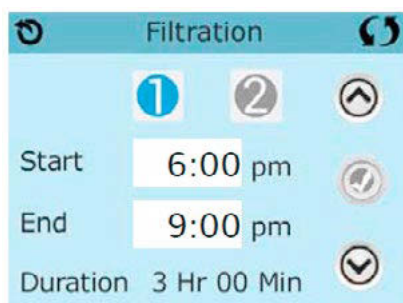 Filtration
1 2
Start 6:00 pm
End 9:00 pm
Duration 3 Hr 00 Min